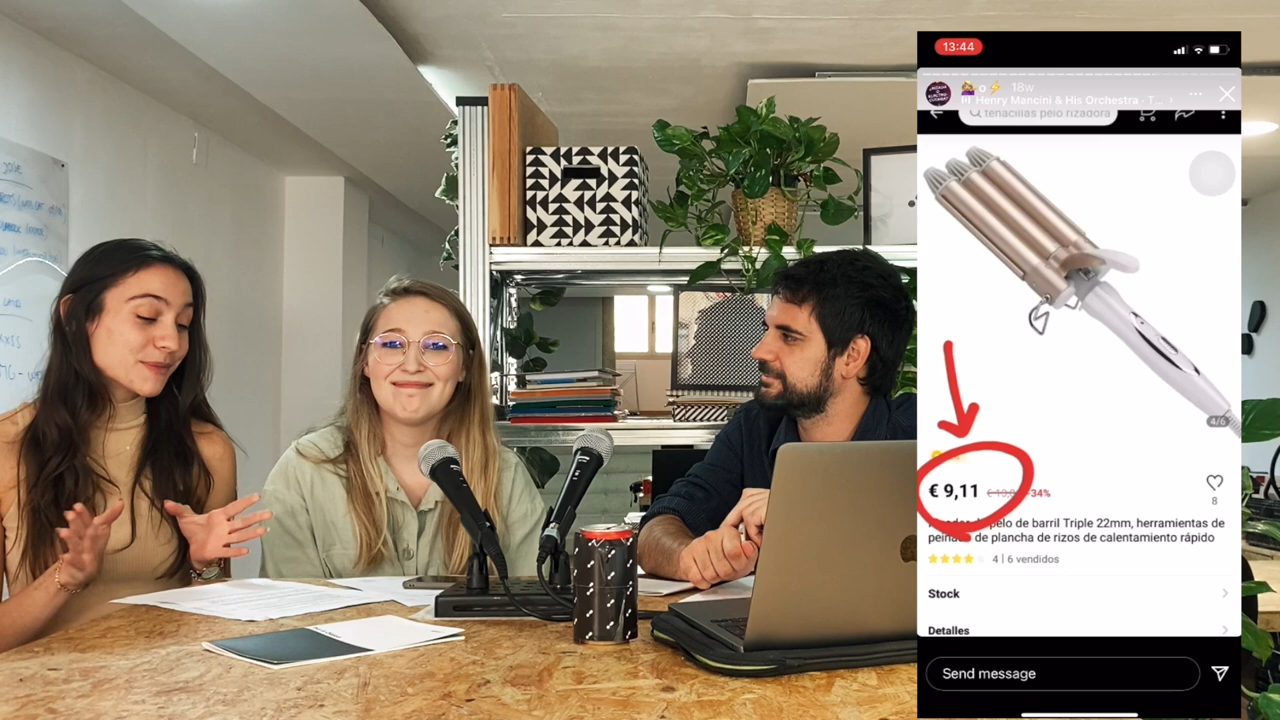 JOSE
13:44
18w
Henry Mancini & His Orchestra · T...
tenacillas pelo rizadora
4/6
€ 9,11
-34%
8
de pelo de barril Triple 22mm, herramientas de
de plancha de rizos de calentamiento rápido
4 | 6 vendidos
Stock
Detalles
Send message